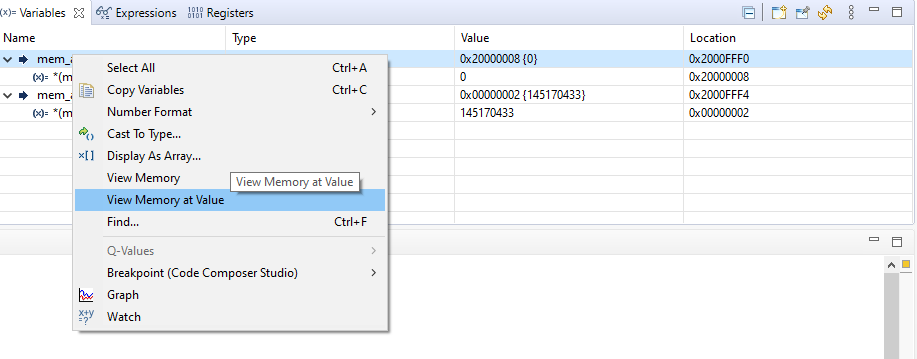 (x)= Variables Expressions Registers
Name Type Value Location
mem_a 0x20000008 {0} 0x2000FFF0
(x)= *(m 0 0x20000008
mem_a 0x00000002 {145170433} 0x2000FFF4
(x)= *(m 145170433 0x00000002
Select All Ctrl+A
Copy Variables Ctrl+C
Number Format
Cast To Type...
Display As Array...
View Memory
View Memory at Value
View Memory at Value
Find... Ctrl+F
Q-Values
Breakpoint (Code Composer Studio)
Graph
Watch